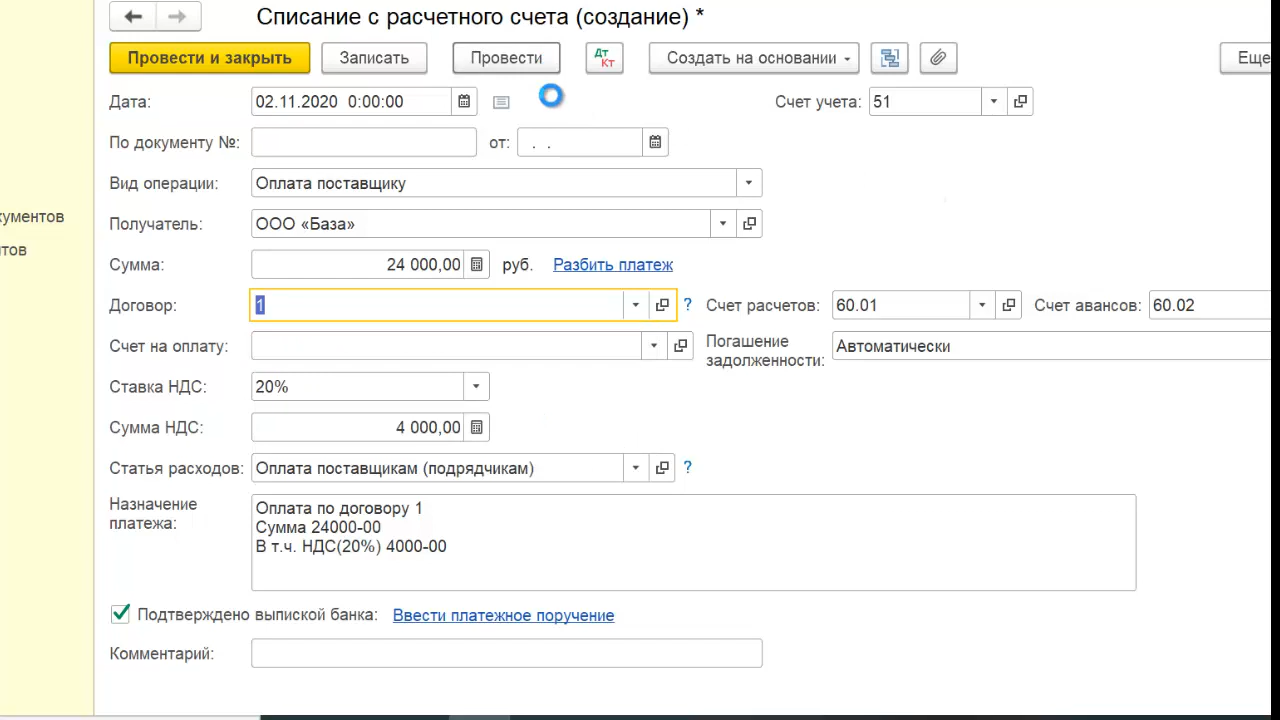 Списание с расчетного счета (создание) *
Провести и закрыть Записать Провести Дт Кт Создать на основании Еще
Дата: 02.11.2020 0:00:00 Счет учета: 51
По документу №: от: . .
кументов
Вид операции: Оплата поставщику
тов
Получатель: ООО «База»
Сумма: 24 000,00 руб. Разбить платеж
Договор: 1 ? Счет расчетов: 60.01 Счет авансов: 60.02
Счет на оплату: Погашение задолженности: Автоматически
Ставка НДС: 20%
Сумма НДС: 4 000,00
Статья расходов: Оплата поставщикам (подрядчикам) ?
Назначение платежа:
Оплата по договору 1
Сумма 24000-00
В т.ч. НДС(20%) 4000-00
Подтверждено выпиской банка: Ввести платежное поручение
Комментарий: